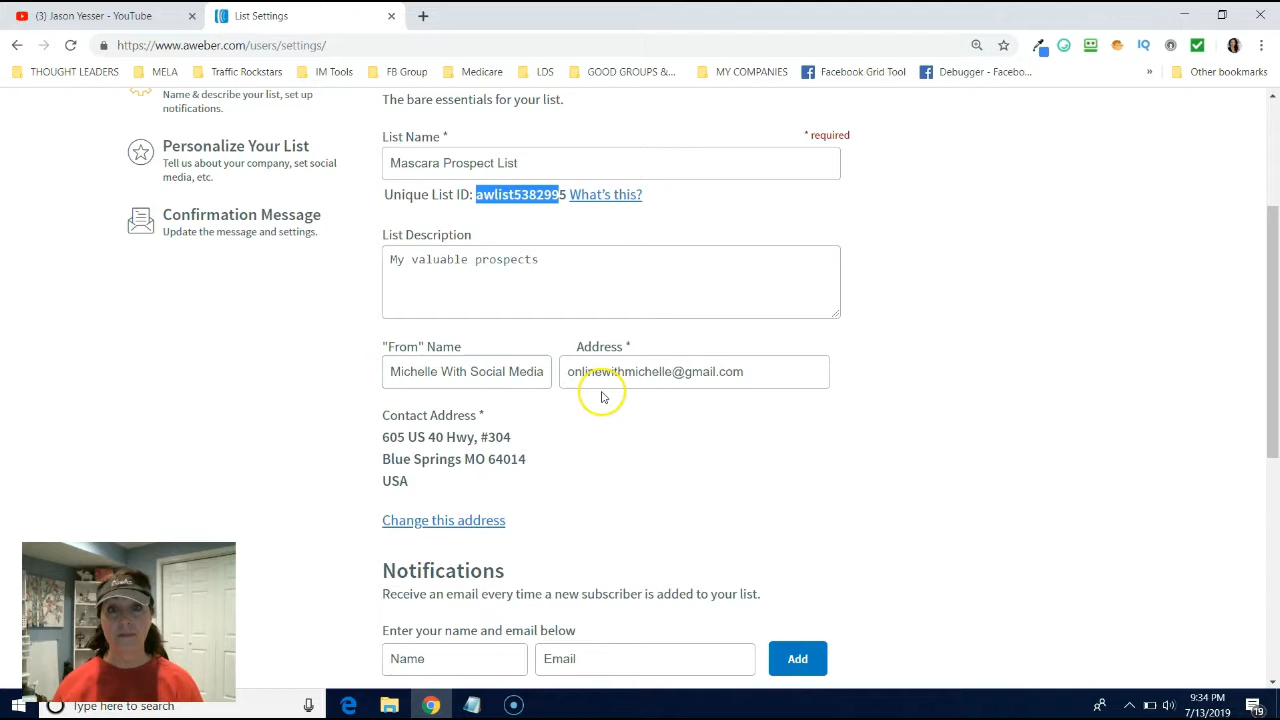 (3) Jason Yesser - YouTube
List Settings
https://www.aweber.com/users/settings/
THOUGHT LEADERS
MELA
Traffic Rockstars
IM Tools
FB Group
Medicare
LDS
GOOD GROUPS &...
MY COMPANIES
Facebook Grid Tool
Debugger - Facebo...
»
Other bookmarks
Name & describe your list, set up
notifications.
Personalize Your List
Tell us about your company, set social
media, etc.
Confirmation Message
Update the message and settings.
The bare essentials for your list.
List Name *
* required
Mascara Prospect List
Unique List ID: awlist5382995 What's this?
List Description
My valuable prospects
"From" Name
Address *
Michelle With Social Media
onlinewithmichelle@gmail.com
Contact Address *
605 US 40 Hwy, #304
Blue Springs MO 64014
USA
Change this address
Notifications
Receive an email every time a new subscriber is added to your list.
Enter your name and email below
Name
Email
Add
Type here to search
9:34 PM
7/13/2019
19